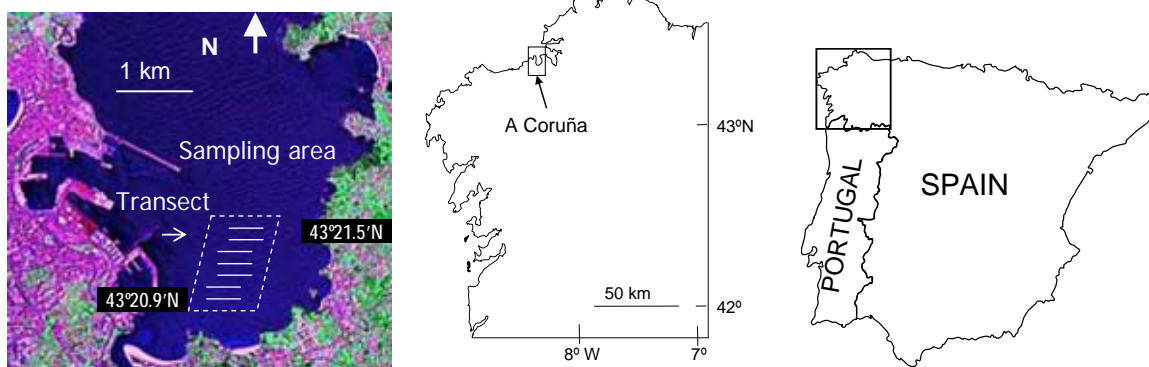 N
1 km
Sampling area
Transect
43º21.5'N
43º20.9'N
A Coruña
43ºN
50 km
42º
8º W
7º
PORTUGAL
SPAIN